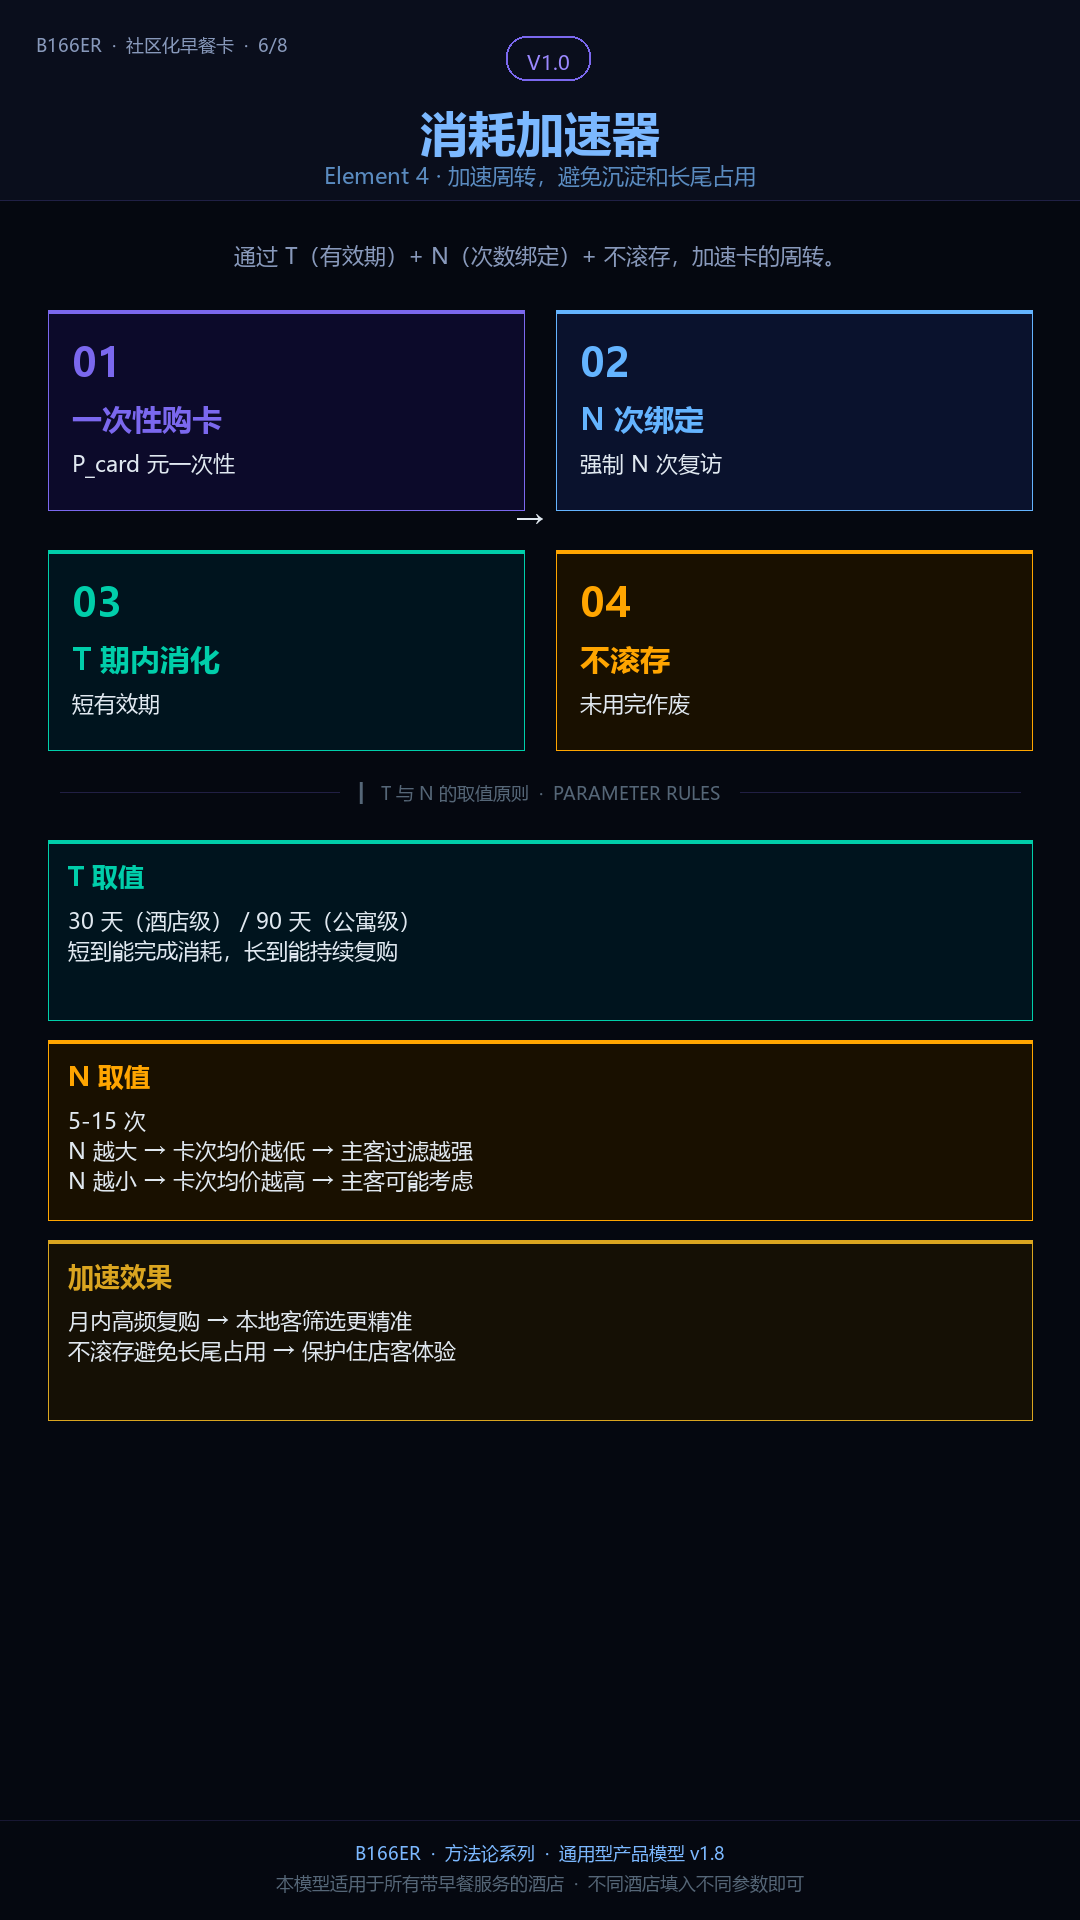 B166ER · 社区化早餐卡 · 6/8
V1.0
消耗加速器
Element 4 · 加速周转，避免沉淀和长尾占用
通过 T（有效期）+ N（次数绑定）+ 不滚存，加速卡的周转。
01
一次性购卡
P_card 元一次性
02
N 次绑定
强制 N 次复访
→
03
T 期内消化
短有效期
04
不滚存
未用完作废
T 与 N 的取值原则 · PARAMETER RULES
T 取值
30 天（酒店级） / 90 天（公寓级）
短到能完成消耗，长到能持续复购
N 取值
5-15 次
N 越大 → 卡次均价越低 → 主客过滤越强
N 越小 → 卡次均价越高 → 主客可能考虑
加速效果
月内高频复购 → 本地客筛选更精准
不滚存避免长尾占用 → 保护住店客体验
B166ER · 方法论系列 · 通用型产品模型 v1.8
本模型适用于所有带早餐服务的酒店 · 不同酒店填入不同参数即可